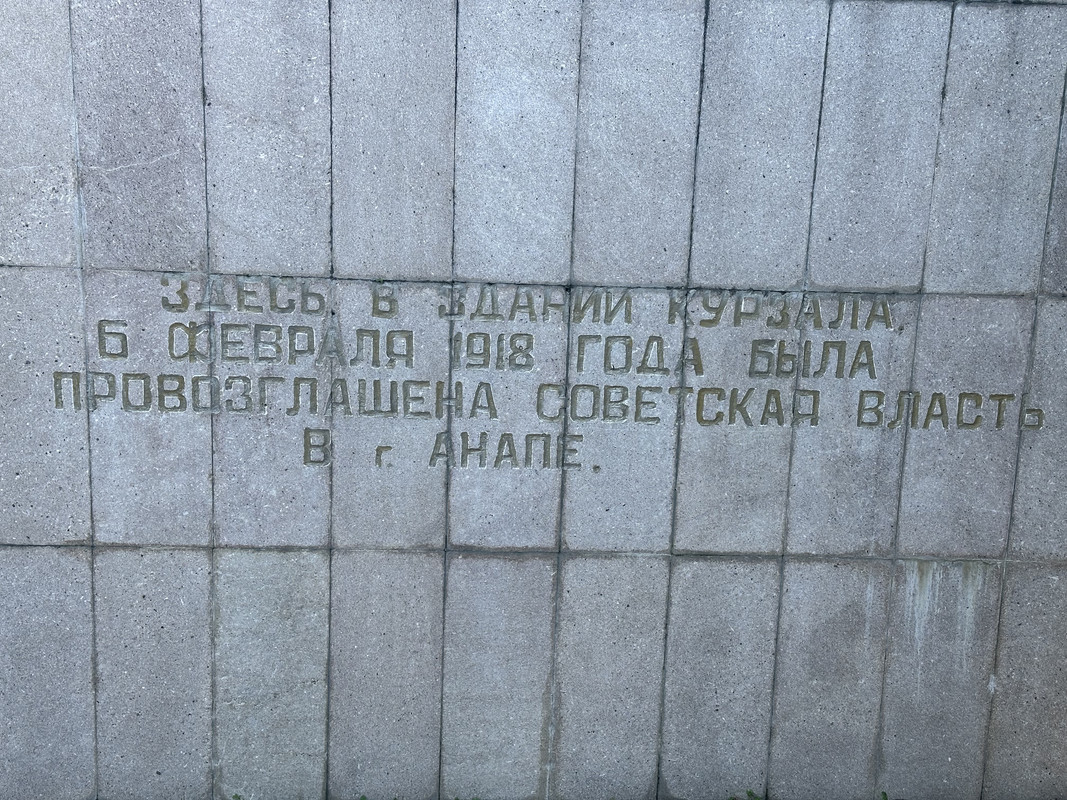 ЗДЕСЬ В ЗДАНИИ КУРЗАЛА
6 ФЕВРАЛЯ 1918 ГОДА БЫЛА
ПРОВОЗГЛАШЕНА СОВЕТСКАЯ ВЛАСТЬ
В г. АНАПЕ.